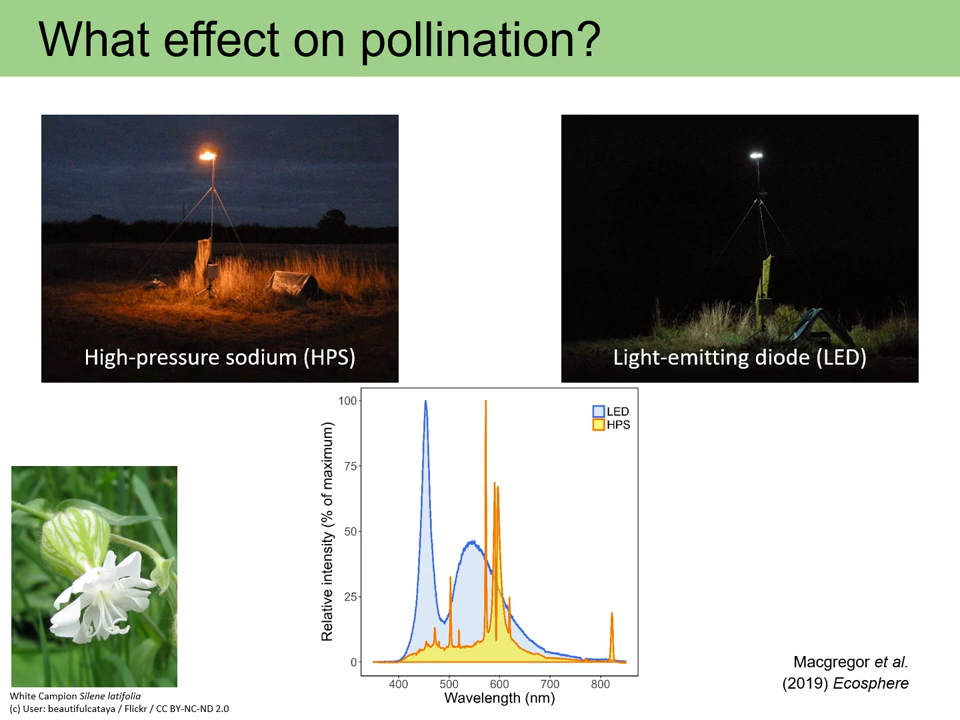 What effect on pollination?
High-pressure sodium (HPS)
Light-emitting diode (LED)
Relative intensity (% of maximum)
100
75
50
25
0
LED
HPS
400 500 600 700 800
Wavelength (nm)
White Campion Silene latifolia
(c) User: beautifulcataya / Flickr / CC BY-NC-ND 2.0
Macgregor et al.
(2019) Ecosphere